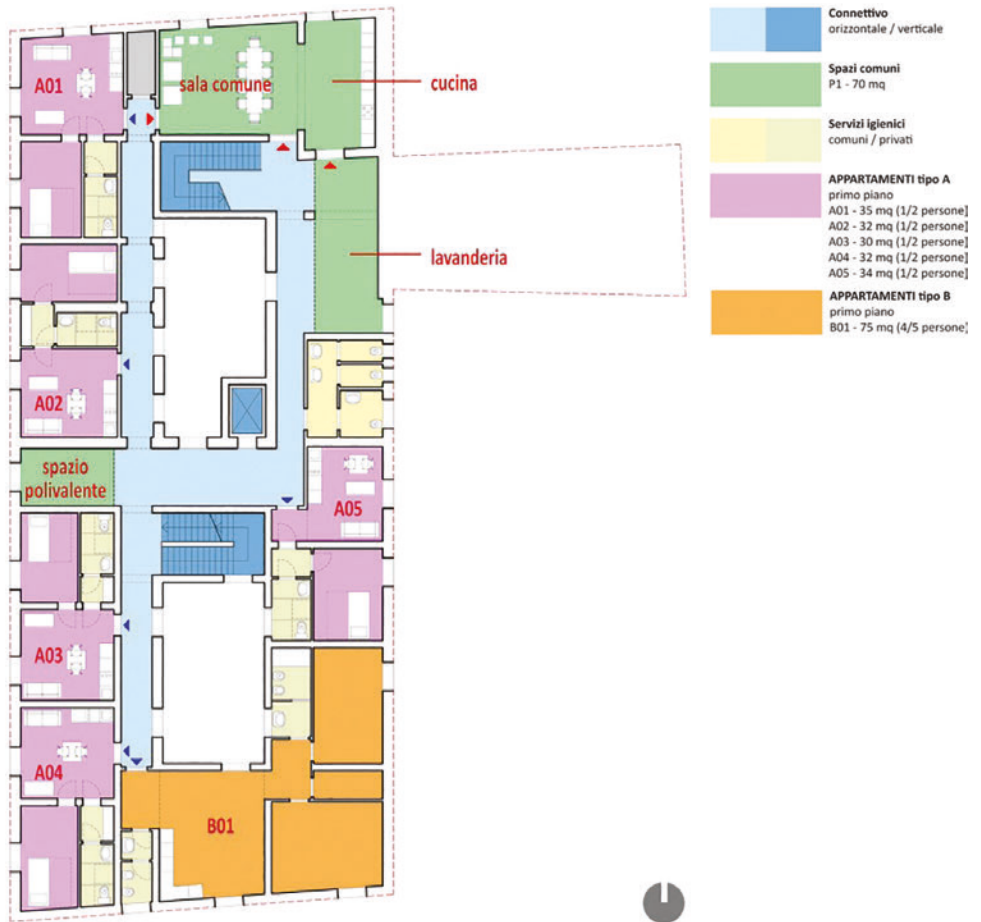 A01
sala comune
cucina
lavanderia
A02
spazio
polivalente
A05
A03
A04
B01
Connettivo
orizzontale / verticale
Spazi comuni
P1 - 70 mq
Servizi igienici
comuni / privati
APPARTAMENTI tipo A
primo piano
A01 - 35 mq (1/2 persone)
A02 - 32 mq (1/2 persone)
A03 - 30 mq (1/2 persone)
A04 - 32 mq (1/2 persone)
A05 - 34 mq (1/2 persone)
APPARTAMENTI tipo B
primo piano
B01 - 75 mq (4/5 persone)